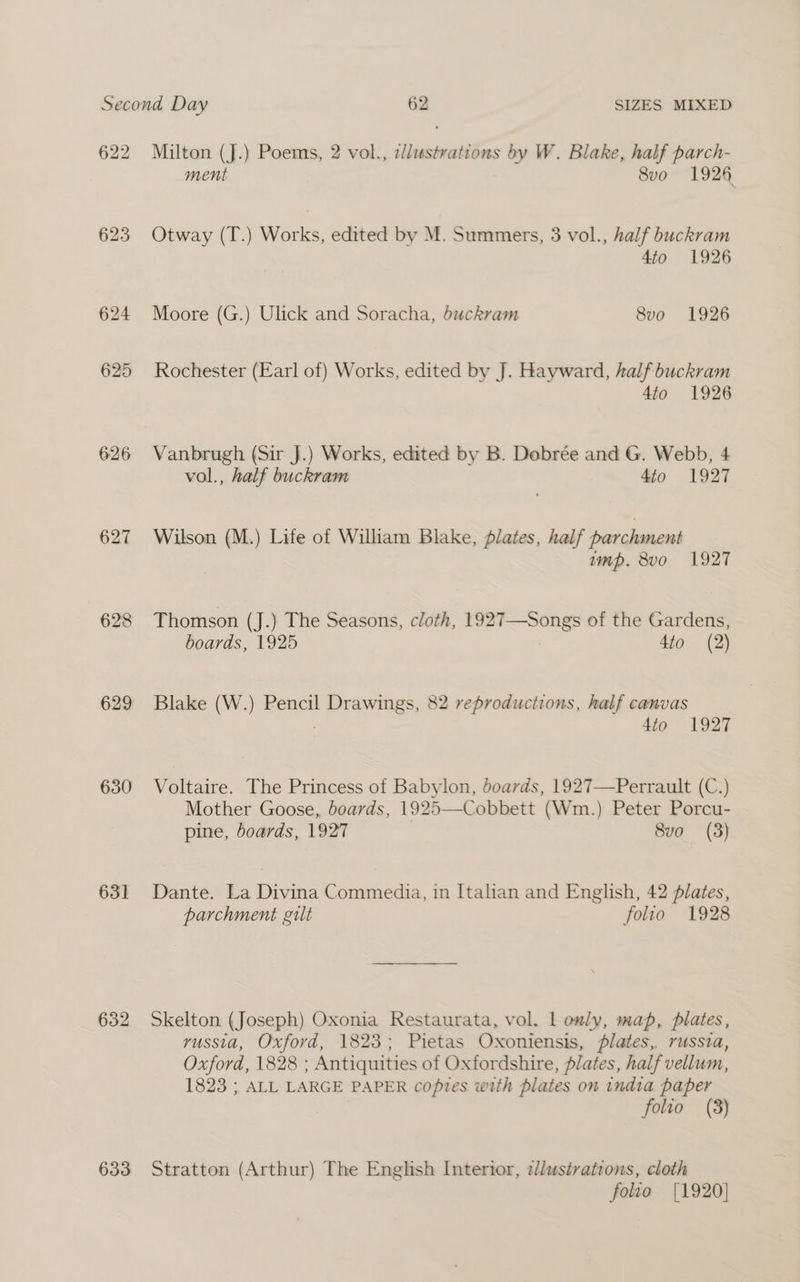 Second Day 62 SIZES MIXED
622 Milton (J.) Poems, 2 vol., illustrations by W. Blake, half parch-
ment 8vo 1926
623 Otway (T.) Works, edited by M. Summers, 3 vol., half buckram
4to 1926
624 Moore (G.) Ulick and Soracha, buckram 8vo 1926
625 Rochester (Earl of) Works, edited by J. Hayward, half buckram
4to 1926
626 Vanbrugh (Sir J.) Works, edited by B. Dobrée and G. Webb, 4
vol., half buckram 4to 1927
627 Wilson (M.) Life of William Blake, plates, half parchment
imp. 8vo 1927
628 Thomson (J.) The Seasons, cloth, 1927—Songs of the Gardens,
boards, 1925 4to (2)
629 Blake (W.) Pencil Drawings, 82 reproductions, half canvas
4to 1927
630 Voltaire. The Princess of Babylon, boards, 1927—Perrault (C.)
Mother Goose, boards, 1925—Cobbett (Wm.) Peter Porcu-
pine, boards, 1927 8vo (3)
631 Dante. La Divina Commedia, in Italian and English, 42 plates,
parchment gilt folio 1928
632 Skelton (Joseph) Oxonia Restaurata, vol. 1 only, map, plates,
russia, Oxford, 1823; Pietas Oxoniensis, plates, russia,
Oxford, 1828 ; Antiquities of Oxfordshire, plates, half vellum,
1823 ; ALL LARGE PAPER copies with plates on india paper
folio (3)
633 Stratton (Arthur) The English Interior, illustrations, cloth
folio [1920]